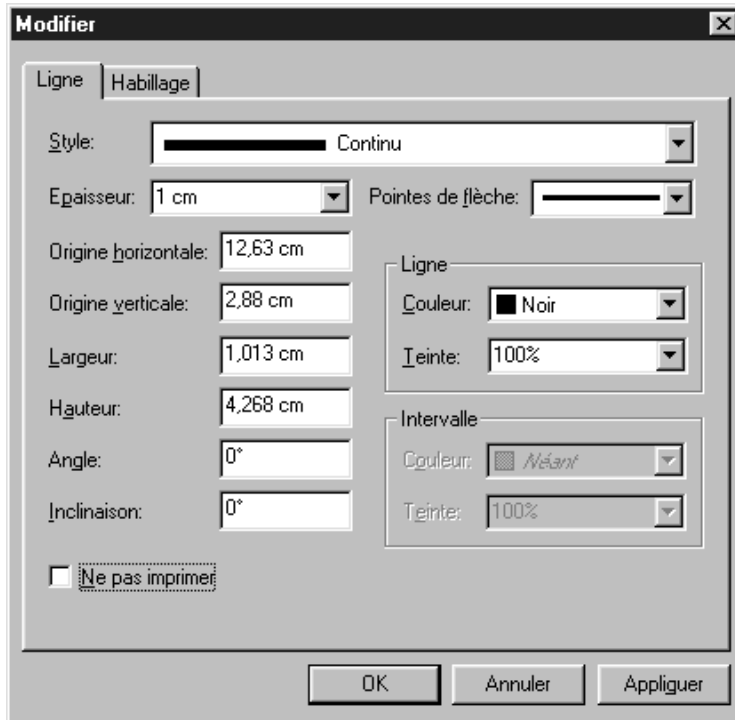 Modifier
Ligne Habillage
Style: Continu
Epaisseur: 1 cm Pointes de flèche:
Origine horizontale: 12,63 cm
Ligne
Origine verticale: 2,88 cm
Couleur: Noir
Largeur: 1,013 cm
Teinte: 100%
Hauteur: 4,268 cm
Intervalle
Angle: 0°
Couleur: Néant
Inclinaison: 0°
Teinte: 100%
Ne pas imprimer
OK Annuler Appliguer